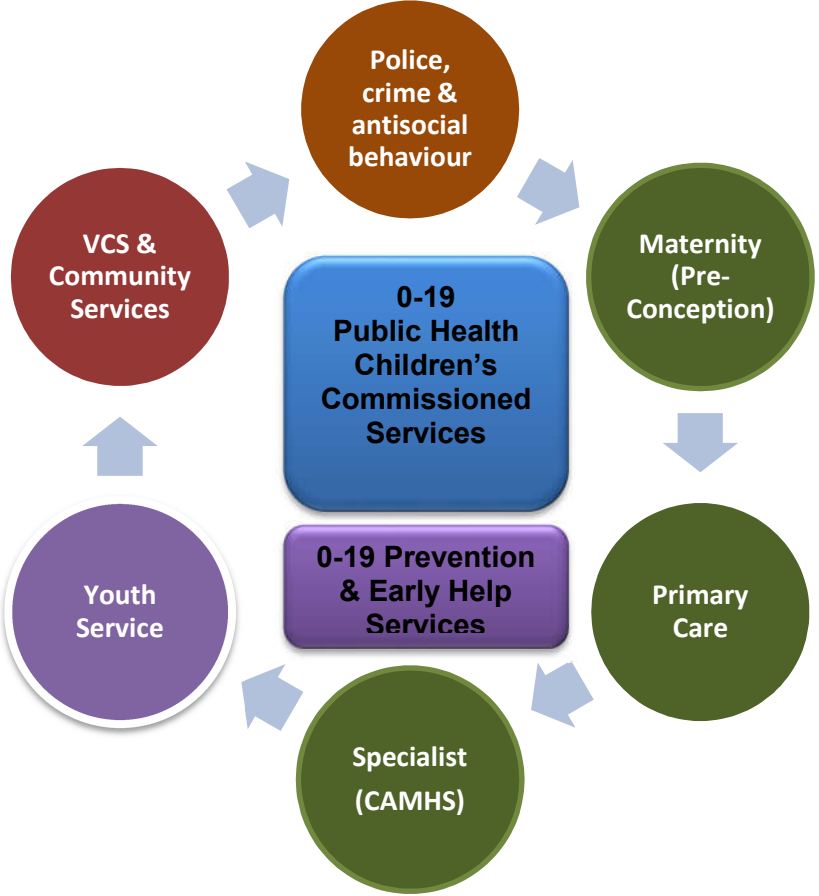 Police,
crime &
antisocial
behaviour
Maternity
(Pre-
Conception)
Primary
Care
Specialist
(CAMHS)
Youth
Service
VCS &
Community
Services
0-19
Public Health
Children’s
Commissioned
Services
0-19 Prevention
& Early Help
Services